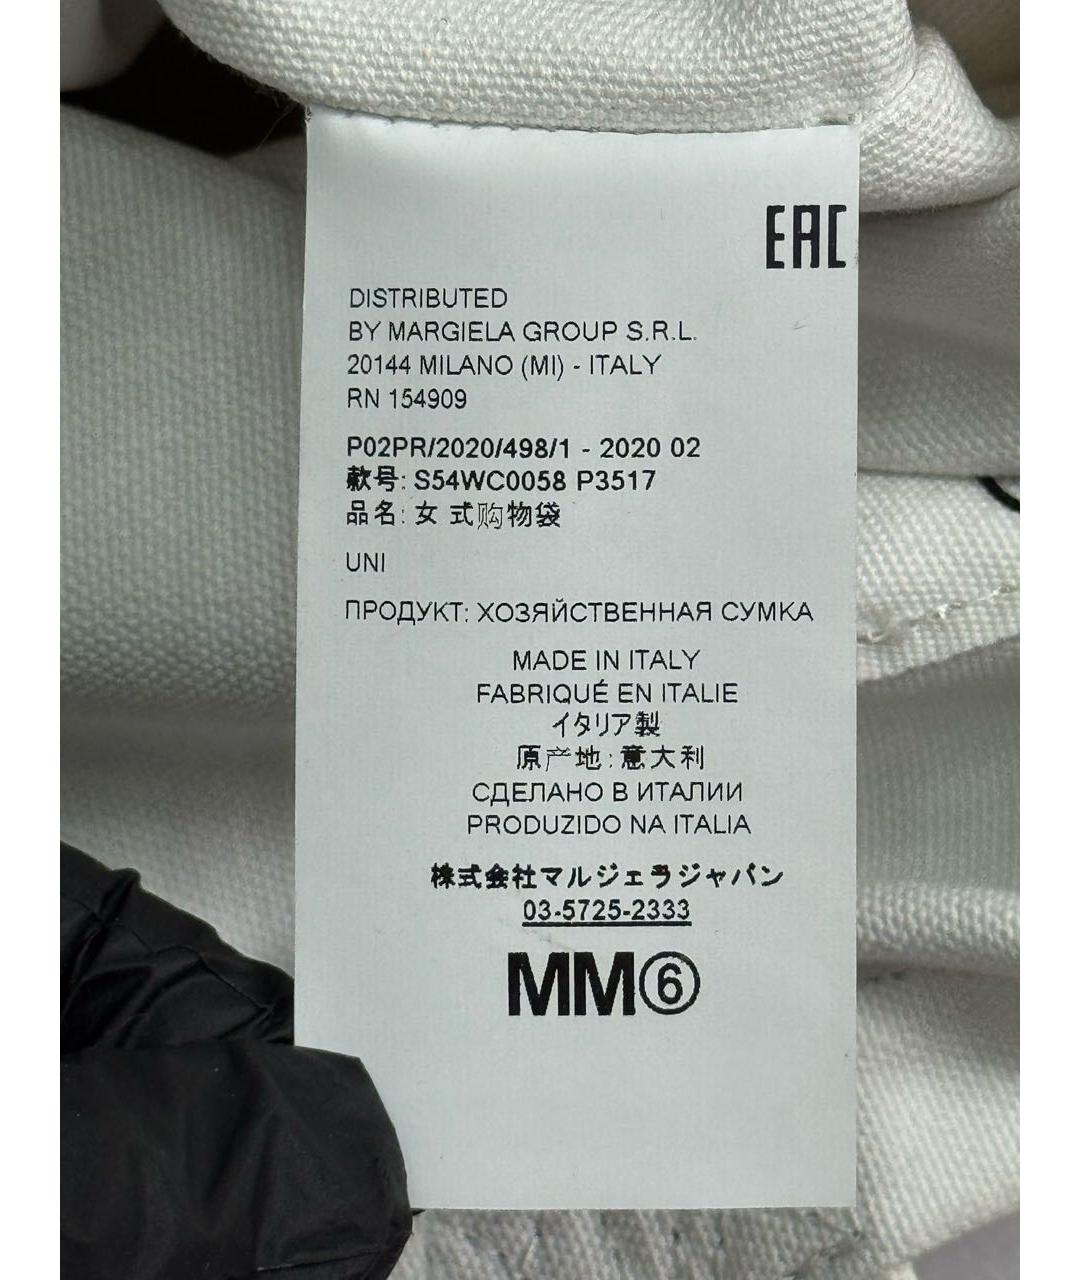 EAC
DISTRIBUTED
BY MARGIELA GROUP S.R.L.
20144 MILANO (MI) - ITALY
RN 154909
P02PR/2020/498/1 - 2020 02
款号: S54WC0058 P3517
品名: 女 式购物袋
UNI
ПРОДУКТ: ХОЗЯЙСТВЕННАЯ СУМКА
MADE IN ITALY
FABRIQUÉ EN ITALIE
イタリア製
原产地: 意大利
СДЕЛАНО В ИТАЛИИ
PRODUZIDO NA ITALIA
株式会社マルジェラジャパン
03-5725-2333
MM⑥